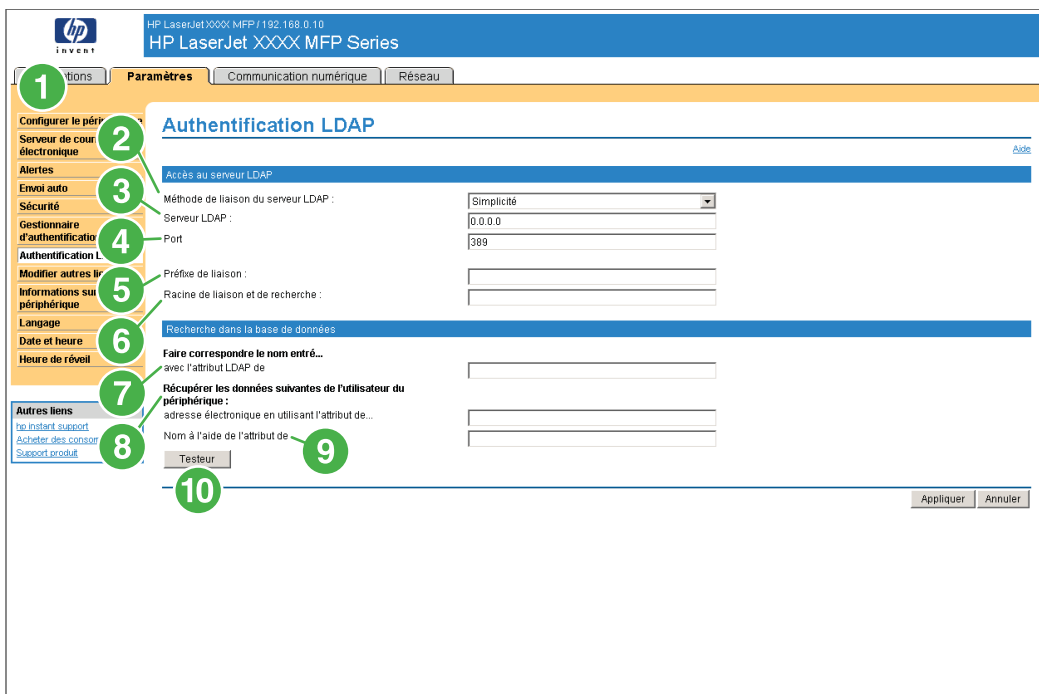 hp
invent
HP LaserJet XXXX MFP / 192.168.0.10
HP LaserJet XXXX MFP Series
1
Paramètres
Communication numérique
Réseau
Configurer le
Serveur de
électronique
Alertes
Envoi auto
Sécurité
Gestionnaire
Authentification
Modifier autres
Informations
périphérique
Langage
Date et heure
Heure de réveil
Autres liens
hp instant support
Acheter des
Support produit
Authentification LDAP
Aide
Accès au serveur LDAP
2
Méthode de liaison du serveur LDAP :
Simplicité
3
Serveur LDAP :
0.0.0.0
4
Port
389
5
Préfixe de liaison :
6
Racine de liaison et de recherche :
Recherche dans la base de données
Faire correspondre le nom entré...
7
avec l'attribut LDAP de
8
Récupérer les données suivantes de l'utilisateur du
périphérique :
adresse électronique en utilisant l'attribut de...
Nom à l'aide de l'attribut de
9
Testeur
10
Appliquer
Annuler